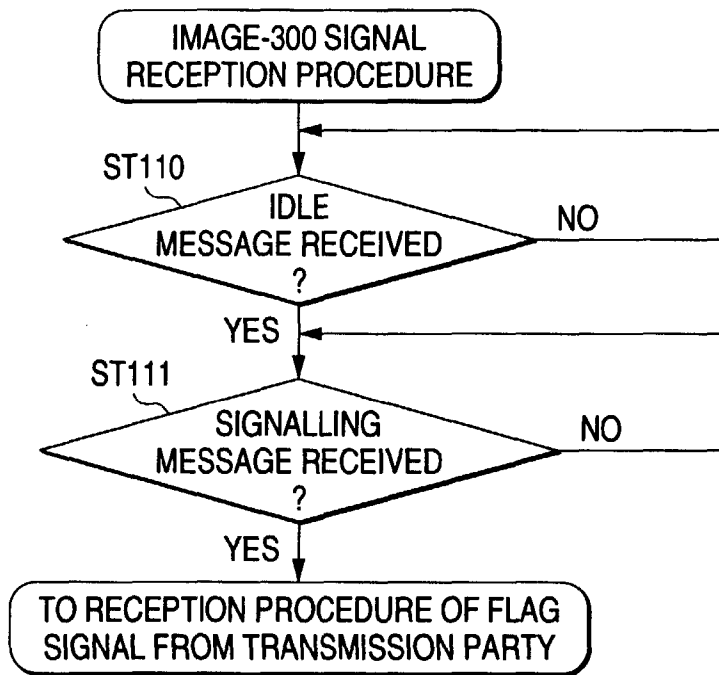 IMAGE-300 SIGNAL
RECEPTION PROCEDURE
ST110
IDLE
MESSAGE RECEIVED
?
NO
YES
ST111
SIGNALLING
MESSAGE RECEIVED
?
NO
YES
TO RECEPTION PROCEDURE OF FLAG
SIGNAL FROM TRANSMISSION PARTY